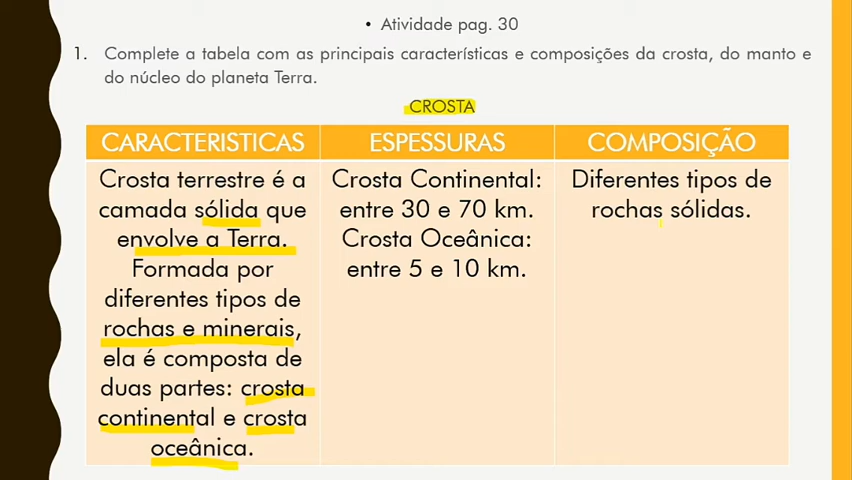 • Atividade pag. 30
1. Complete a tabela com as principais características e composições da crosta, do manto e
do núcleo do planeta Terra.
CROSTA
CARACTERISTICAS ESPESSURAS COMPOSIÇÃO
Crosta terrestre é a
camada sólida que
envolve a Terra.
Formada por
diferentes tipos de
rochas e minerais,
ela é composta de
duas partes: crosta
continental e crosta
oceânica.
Crosta Continental:
entre 30 e 70 km.
Crosta Oceânica:
entre 5 e 10 km.
Diferentes tipos de
rochas sólidas.